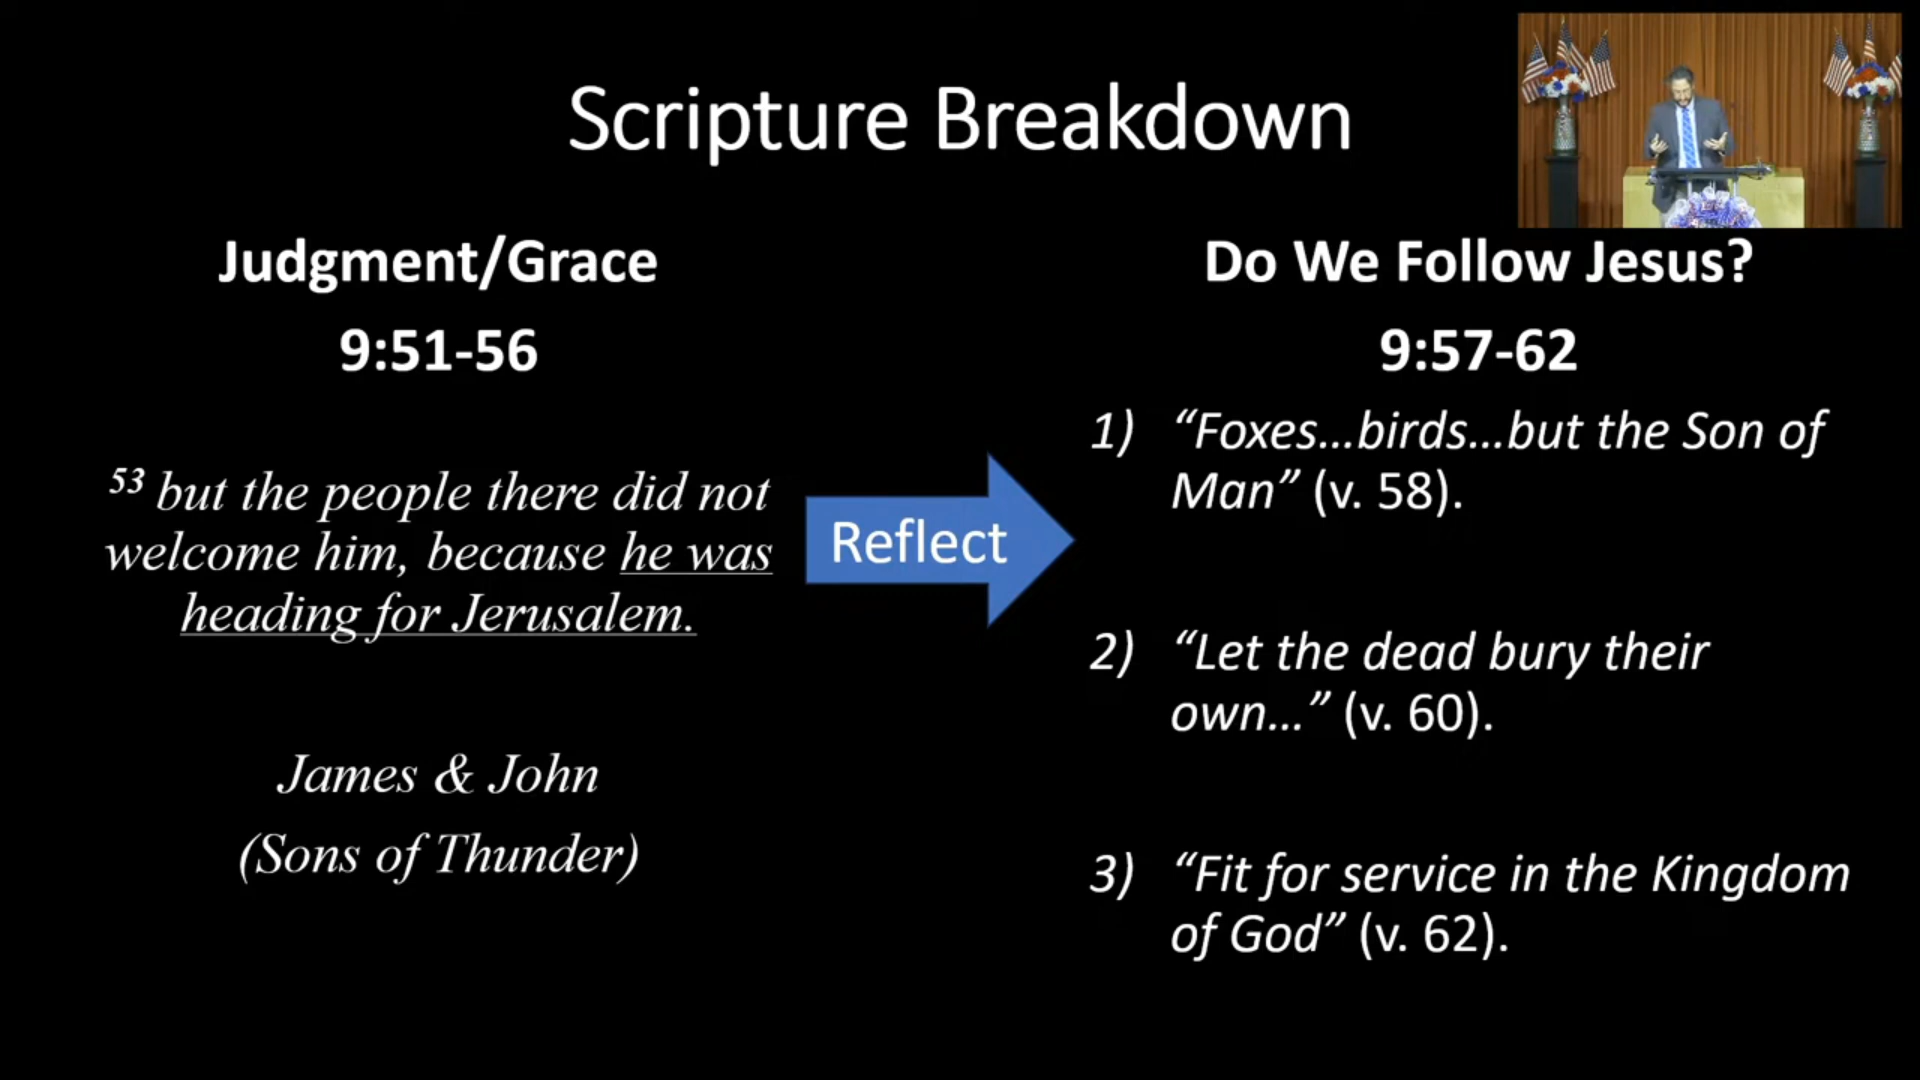 Scripture Breakdown
Judgment/Grace
9:51-56
53 but the people there did not
welcome him, because he was
heading for Jerusalem.
James & John
(Sons of Thunder)
Reflect
Do We Follow Jesus?
9:57-62
1) “Foxes...birds...but the Son of
Man” (v. 58).
2) “Let the dead bury their
own...” (v. 60).
3) “Fit for service in the Kingdom
of God” (v. 62).